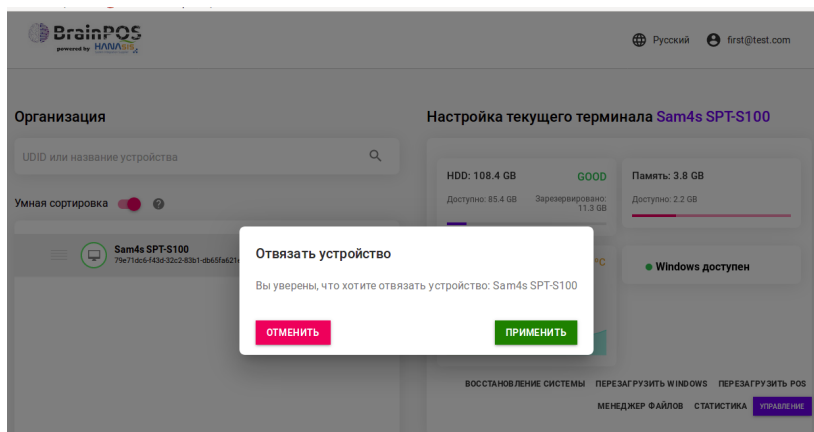 BrainPOS
powered by HANAsis
Русский
first@test.com
Организация
Настройка текущего терминала Sam4s SPT-S100
UDID или название устройства
HDD: 108.4 GB
GOOD
Доступно: 85.4 GB
Зарезервировано:
11.3 GB
Память: 3.8 GB
Доступно: 2.2 GB
Умная сортировка
Sam4s SPT-S100
°C
Windows доступен
Отвязать устройство
Вы уверены, что хотите отвязать устройство: Sam4s SPT-S100
ОТМЕНИТЬ
ПРИМЕНИТЬ
ВОССТАНОВЛЕНИЕ СИСТЕМЫ
ПЕРЕЗАГРУЗИТЬ WINDOWS
ПЕРЕЗАГРУЗИТЬ POS
МЕНЕДЖЕР ФАЙЛОВ
СТАТИСТИКА
УПРАВЛЕНИЕ